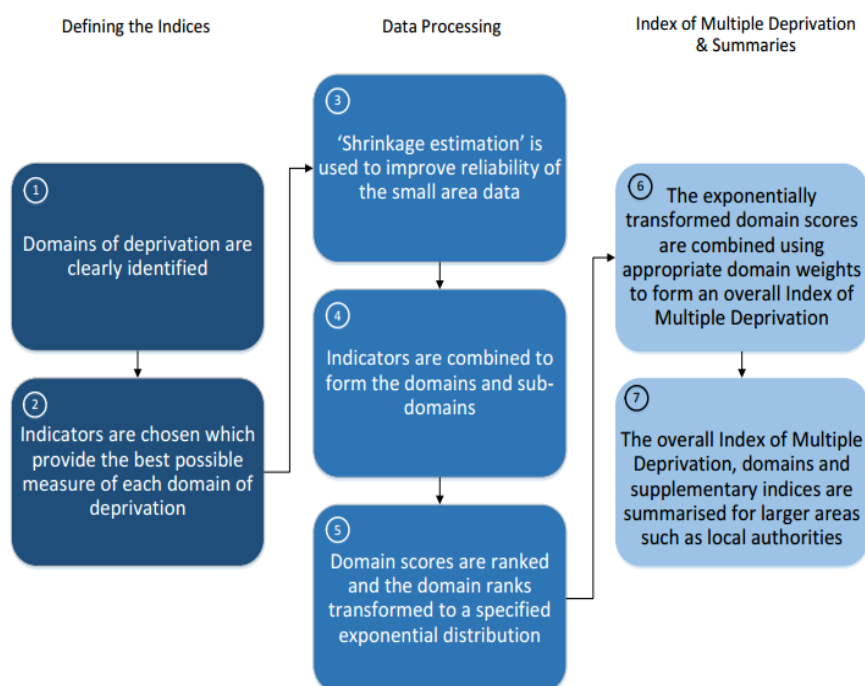 Defining the Indices
Data Processing
Index of Multiple Deprivation
& Summaries
1
Domains of deprivation are
clearly identified
2
Indicators are chosen which
provide the best possible
measure of each domain of
deprivation
3
‘Shrinkage estimation’ is
used to improve reliability of
the small area data
4
Indicators are combined to
form the domains and sub-
domains
5
Domain scores are ranked
and the domain ranks
transformed to a specified
exponential distribution
6
The exponentially
transformed domain scores
are combined using
appropriate domain weights
to form an overall Index of
Multiple Deprivation
7
The overall Index of Multiple
Deprivation, domains and
supplementary indices are
summarised for larger areas
such as local authorities